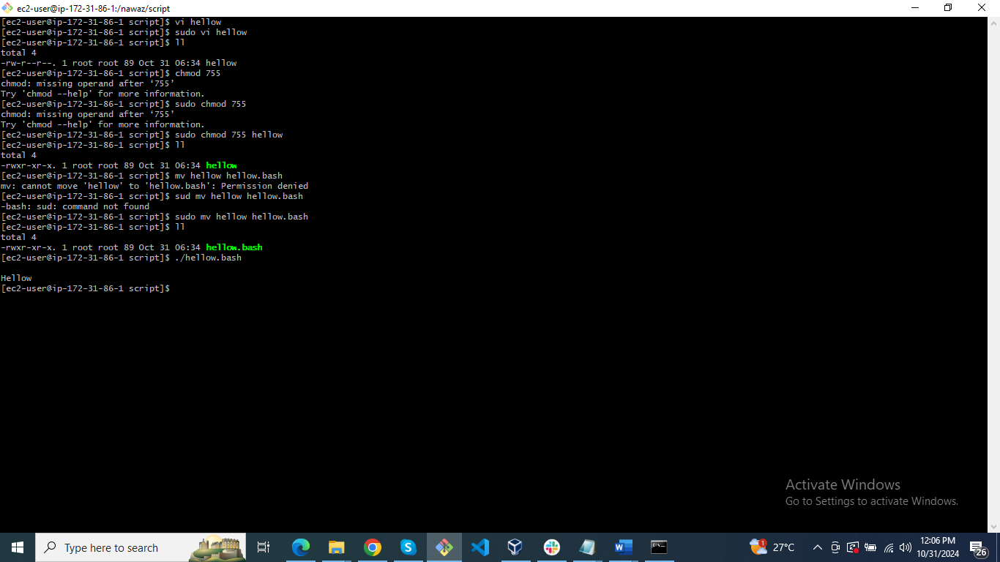 ec2-user@ip-172-31-86-1:/nawaz/script
[ec2-user@ip-172-31-86-1 script]$ vi hellow
[ec2-user@ip-172-31-86-1 script]$ sudo vi hellow
[ec2-user@ip-172-31-86-1 script]$ ll
total 4
-rw-r--r--. 1 root root 89 Oct 31 06:34 hellow
[ec2-user@ip-172-31-86-1 script]$ chmod 755
chmod: missing operand after ‘755’
Try 'chmod --help' for more information.
[ec2-user@ip-172-31-86-1 script]$ sudo chmod 755
chmod: missing operand after ‘755’
Try 'chmod --help' for more information.
[ec2-user@ip-172-31-86-1 script]$ sudo chmod 755 hellow
[ec2-user@ip-172-31-86-1 script]$ ll
total 4
-rwxr-xr-x. 1 root root 89 Oct 31 06:34 hellow
[ec2-user@ip-172-31-86-1 script]$ mv hellow hellow.bash
mv: cannot move 'hellow' to 'hellow.bash': Permission denied
[ec2-user@ip-172-31-86-1 script]$ sud mv hellow hellow.bash
-bash: sud: command not found
[ec2-user@ip-172-31-86-1 script]$ sudo mv hellow hellow.bash
[ec2-user@ip-172-31-86-1 script]$ ll
total 4
-rwxr-xr-x. 1 root root 89 Oct 31 06:34 hellow.bash
[ec2-user@ip-172-31-86-1 script]$ ./hellow.bash
Hellow
[ec2-user@ip-172-31-86-1 script]$
Activate Windows
Go to Settings to activate Windows.
Type here to search
1
27°C
12:06 PM
10/31/2024
26